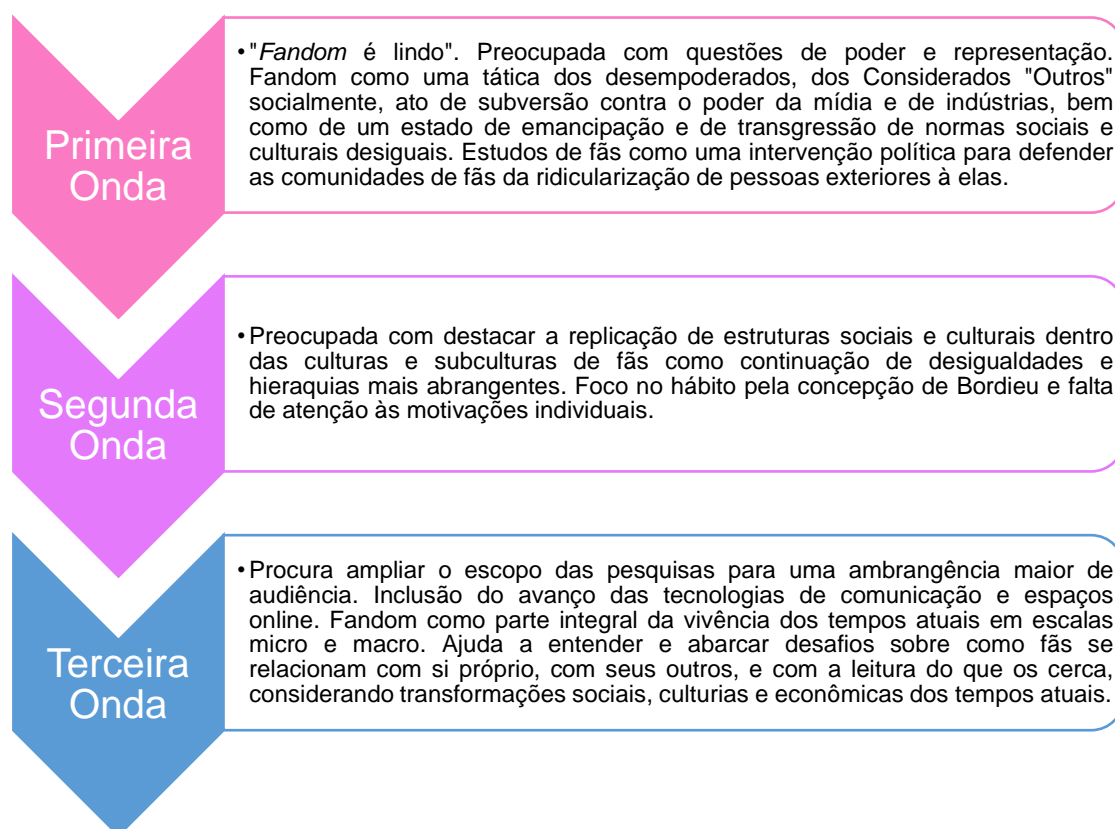 Primeira
Onda
•"Fandom é lindo". Preocupada com questões de poder e representação.
Fandom como uma tática dos desempoderados, dos Considerados "Outros"
socialmente, ato de subversão contra o poder da mídia e de indústrias, bem
como de um estado de emancipação e de transgressão de normas sociais e
culturais desiguais. Estudos de fãs como uma intervenção política para defender
as comunidades de fãs da ridicularização de pessoas exteriores à elas.
Segunda
Onda
•Preocupada com destacar a replicação de estruturas sociais e culturais dentro
das culturas e subculturas de fãs como continuação de desigualdades e
hieraquias mais abrangentes. Foco no hábito pela concepção de Bordieu e falta
de atenção às motivações individuais.
Terceira
Onda
•Procura ampliar o escopo das pesquisas para uma ambrangência maior de
audiência. Inclusão do avanço das tecnologias de comunicação e espaços
online. Fandom como parte integral da vivência dos tempos atuais em escalas
micro e macro. Ajuda a entender e abarcar desafios sobre como fãs se
relacionam com si próprio, com seus outros, e com a leitura do que os cerca,
considerando transformações sociais, culturias e econômicas dos tempos atuais.